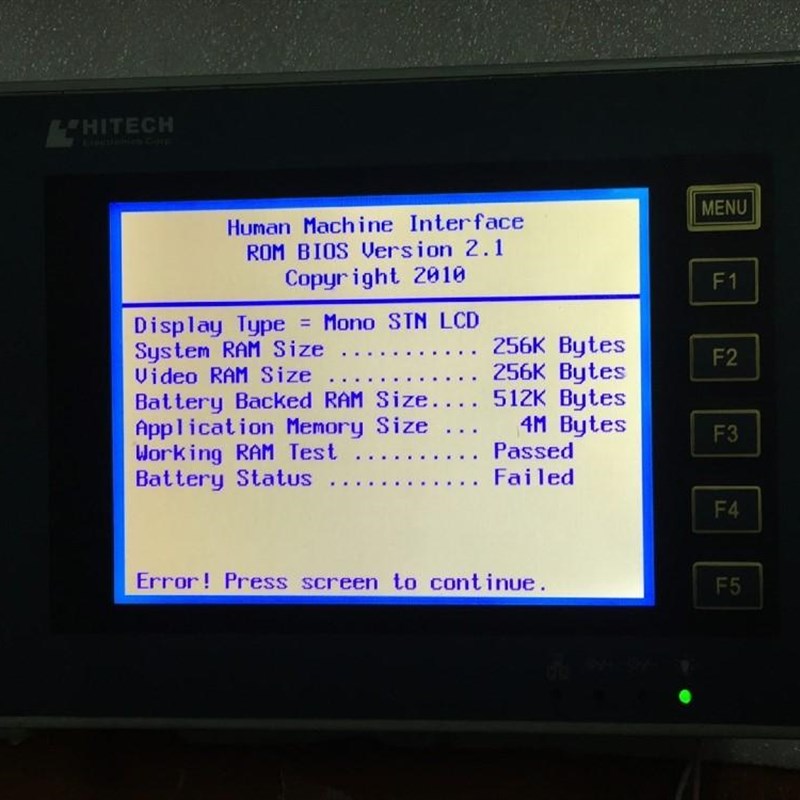 HITECH
Electronics Corp.
Human Machine Interface
ROM BIOS Version 2.1
Copyright 2010
Display Type = Mono STN LCD
System RAM Size ........... 256K Bytes
Video RAM Size ............ 256K Bytes
Battery Backed RAM Size.... 512K Bytes
Application Memory Size ... 4M Bytes
Working RAM Test .......... Passed
Battery Status ............ Failed
Error! Press screen to continue.
MENU
F1
F2
F3
F4
F5